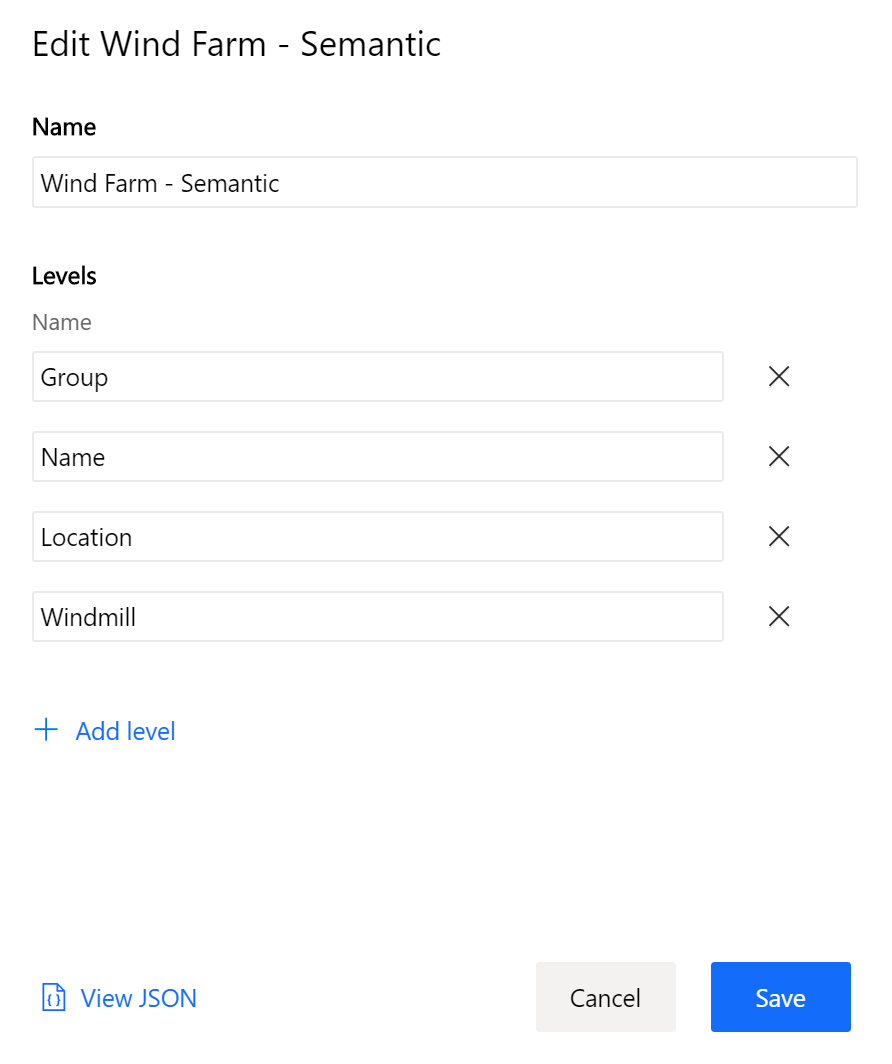 Edit Wind Farm - Semantic
Name
Wind Farm - Semantic
Levels
Name
Group
Name
Location
Windmill
Add level
View JSON
Cancel
Save